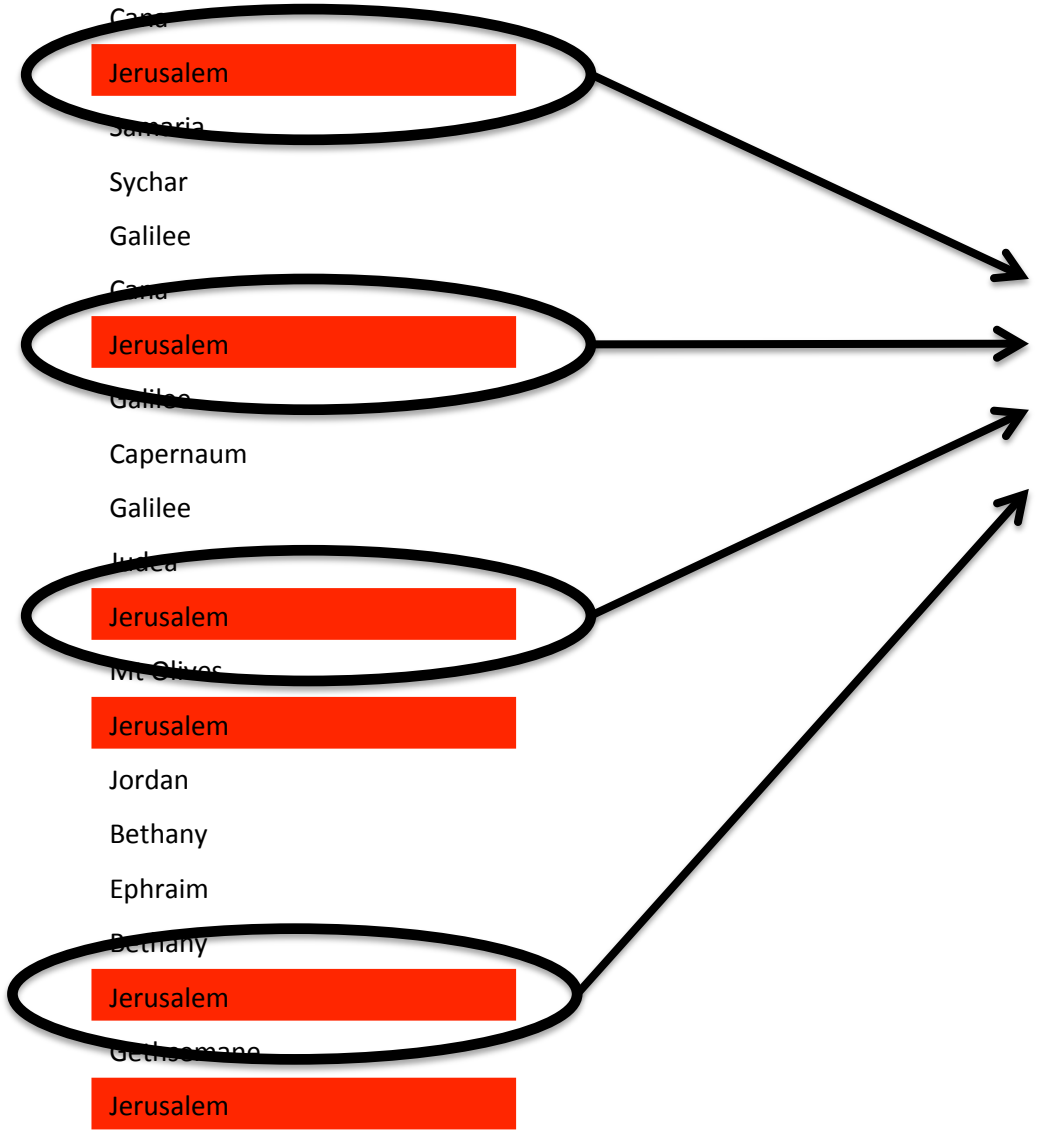 Cana
Jerusalem
Samaria
Sychar
Galilee
Cana
Jerusalem
Galilee
Capernaum
Galilee
Judea
Jerusalem
Mt Olives
Jerusalem
Jordan
Bethany
Ephraim
Bethany
Jerusalem
Gethsemane
Jerusalem